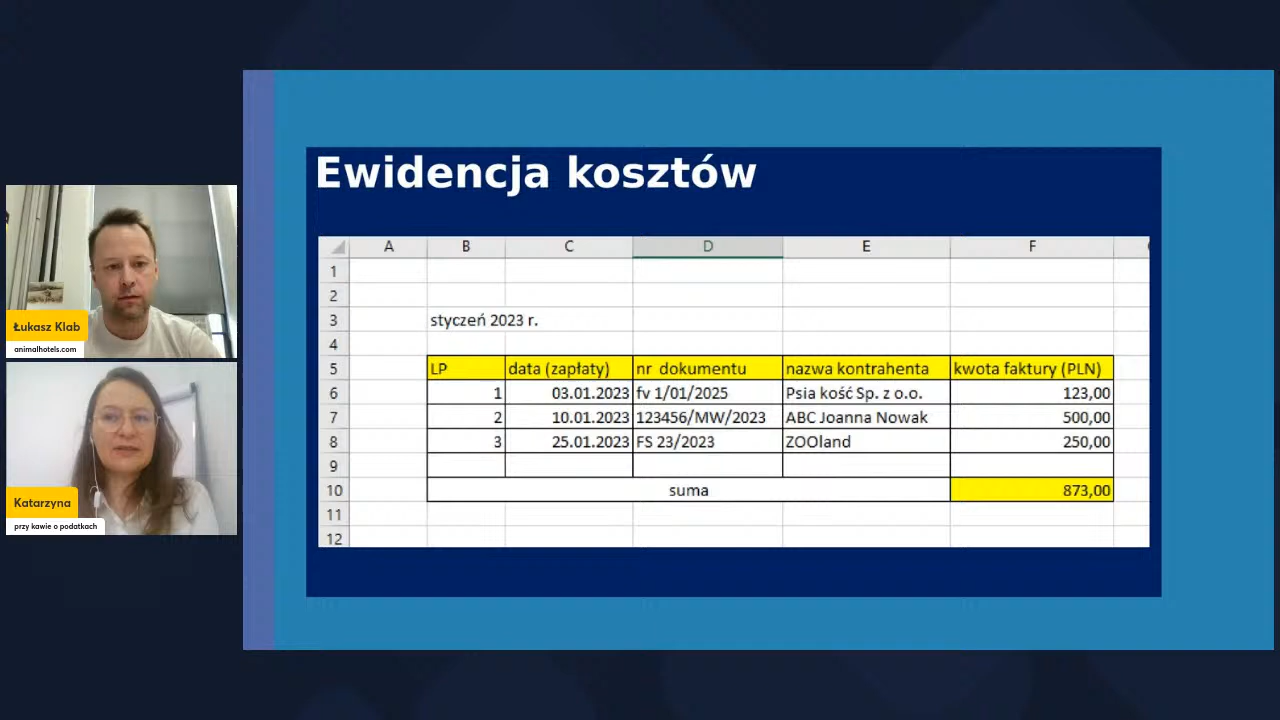 Ewidencja kosztów
A B C D E F
1
2
3 styczeń 2023 r.
4
5 LP data (zapłaty) nr dokumentu nazwa kontrahenta kwota faktury (PLN)
6 1 03.01.2023 fv 1/01/2025 Psia kość Sp. z o.o. 123,00
7 2 10.01.2023 123456/MW/2023 ABC Joanna Nowak 500,00
8 3 25.01.2023 FS 23/2023 ZOOland 250,00
9
10 suma 873,00
11
12
Łukasz Klab
animalhotels.com
Katarzyna
przy kawie o podatkach